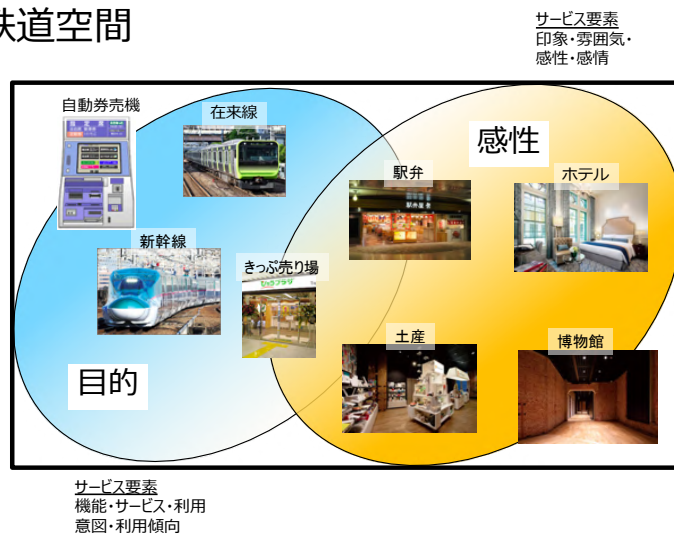 鉄道空間
サービス要素
印象・雰囲気・
感性・感情
自動券売機
在来線
感性
駅弁
ホテル
新幹線
きっぷ売り場
土産
博物館
目的
サービス要素
機能・サービス・利用
意図・利用傾向